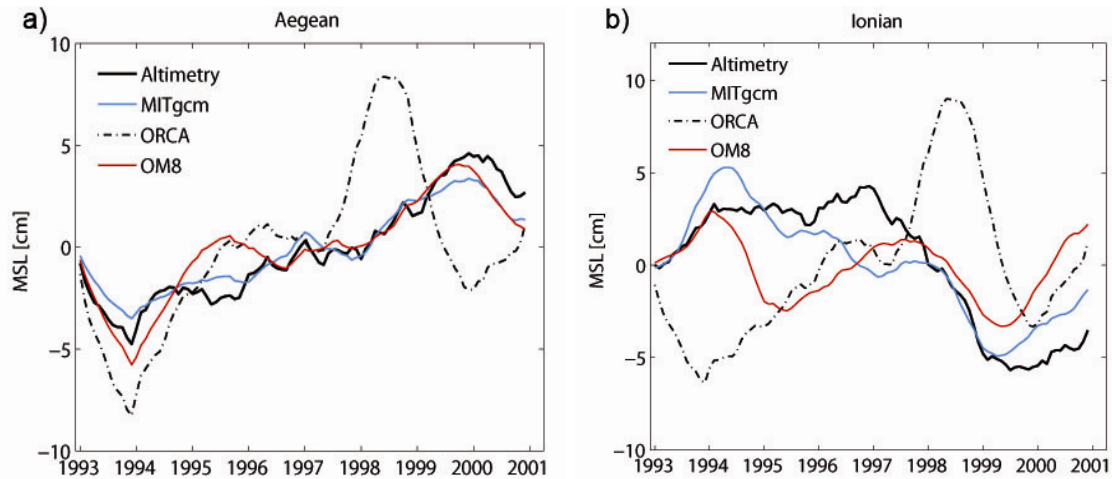 a)
Aegean
MSL [cm]
10
5
0
−5
−10
Altimetry
MITgcm
ORCA
OM8
1993 1994 1995 1996 1997 1998 1999 2000 2001
b)
Ionian
MSL [cm]
10
5
0
−5
−10
Altimetry
MITgcm
ORCA
OM8
1993 1994 1995 1996 1997 1998 1999 2000 2001